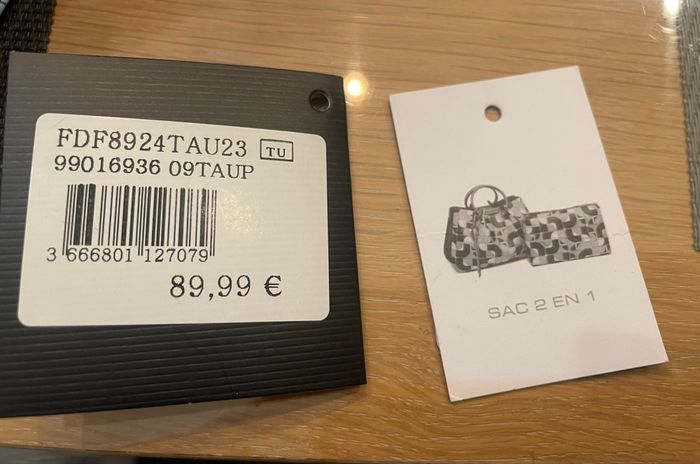 FDF8924TAU23 TU
99016936 09TAUP
3 666801 127079
89,99 €
SAC 2 EN 1